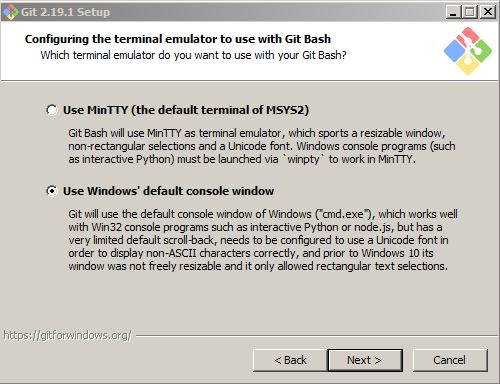 Git 2.19.1 Setup
Configuring the terminal emulator to use with Git Bash
Which terminal emulator do you want to use with your Git Bash?
Use MinTTY (the default terminal of MSYS2)
Git Bash will use MinTTY as terminal emulator, which sports a resizable window,
non-rectangular selections and a Unicode font. Windows console programs (such
as interactive Python) must be launched via `winpty` to work in MinTTY.
Use Windows' default console window
Git will use the default console window of Windows ("cmd.exe"), which works well
with Win32 console programs such as interactive Python or node.js, but has a
very limited default scroll-back, needs to be configured to use a Unicode font in
order to display non-ASCII characters correctly, and prior to Windows 10 its
window was not freely resizable and it only allowed rectangular text selections.
https://gitforwindows.org/
< Back
Next >
Cancel